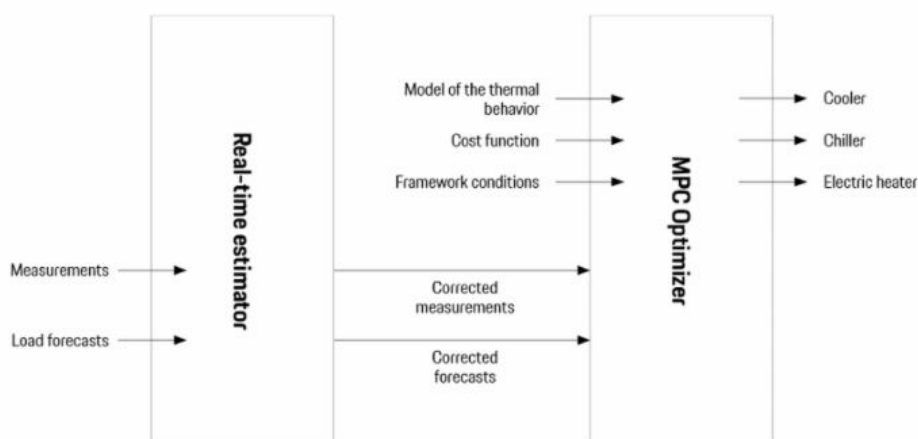 Real-time estimator
Measurements
Load forecasts
Model of the thermal
behavior
Cost function
Framework conditions
Corrected
measurements
Corrected
forecasts
MPC Optimizer
Cooler
Chiller
Electric heater